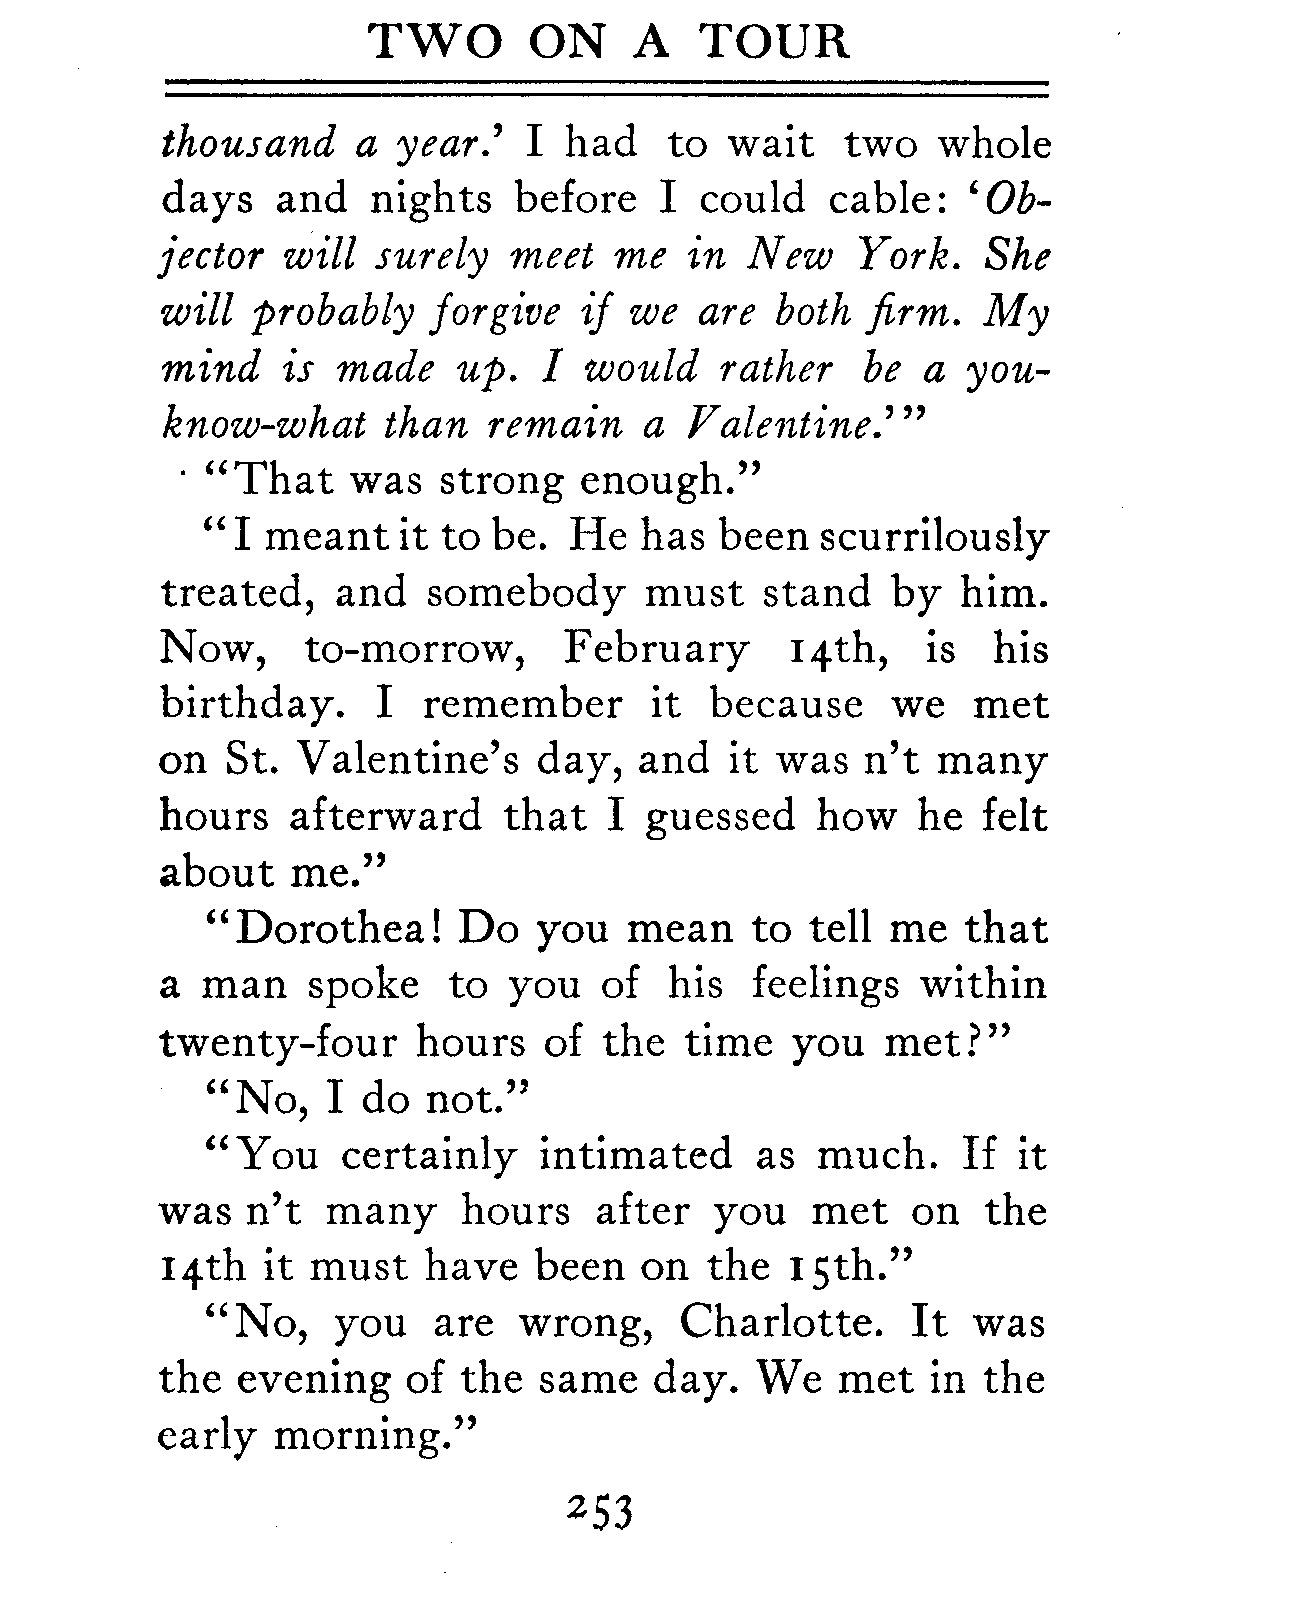 TWO ON A TOUR
thousand a year.' I had to wait two whole
days and nights before I could cable: 'Ob-
jector will surely meet me in New York. She
will probably forgive if we are both firm. My
mind is made up. I would rather be a you-
know-what than remain a Valentine.'"
"That was strong enough."
"I meant it to be. He has been scurrilously
treated, and somebody must stand by him.
Now, to-morrow, February 14th, is his
birthday. I remember it because we met
on St. Valentine's day, and it was n't many
hours afterward that I guessed how he felt
about me."
"Dorothea! Do you mean to tell me that
a man spoke to you of his feelings within
twenty-four hours of the time you met?"
"No, I do not."
"You certainly intimated as much. If it
was n't many hours after you met on the
14th it must have been on the 15th."
"No, you are wrong, Charlotte. It was
the evening of the same day. We met in the
early morning."
253